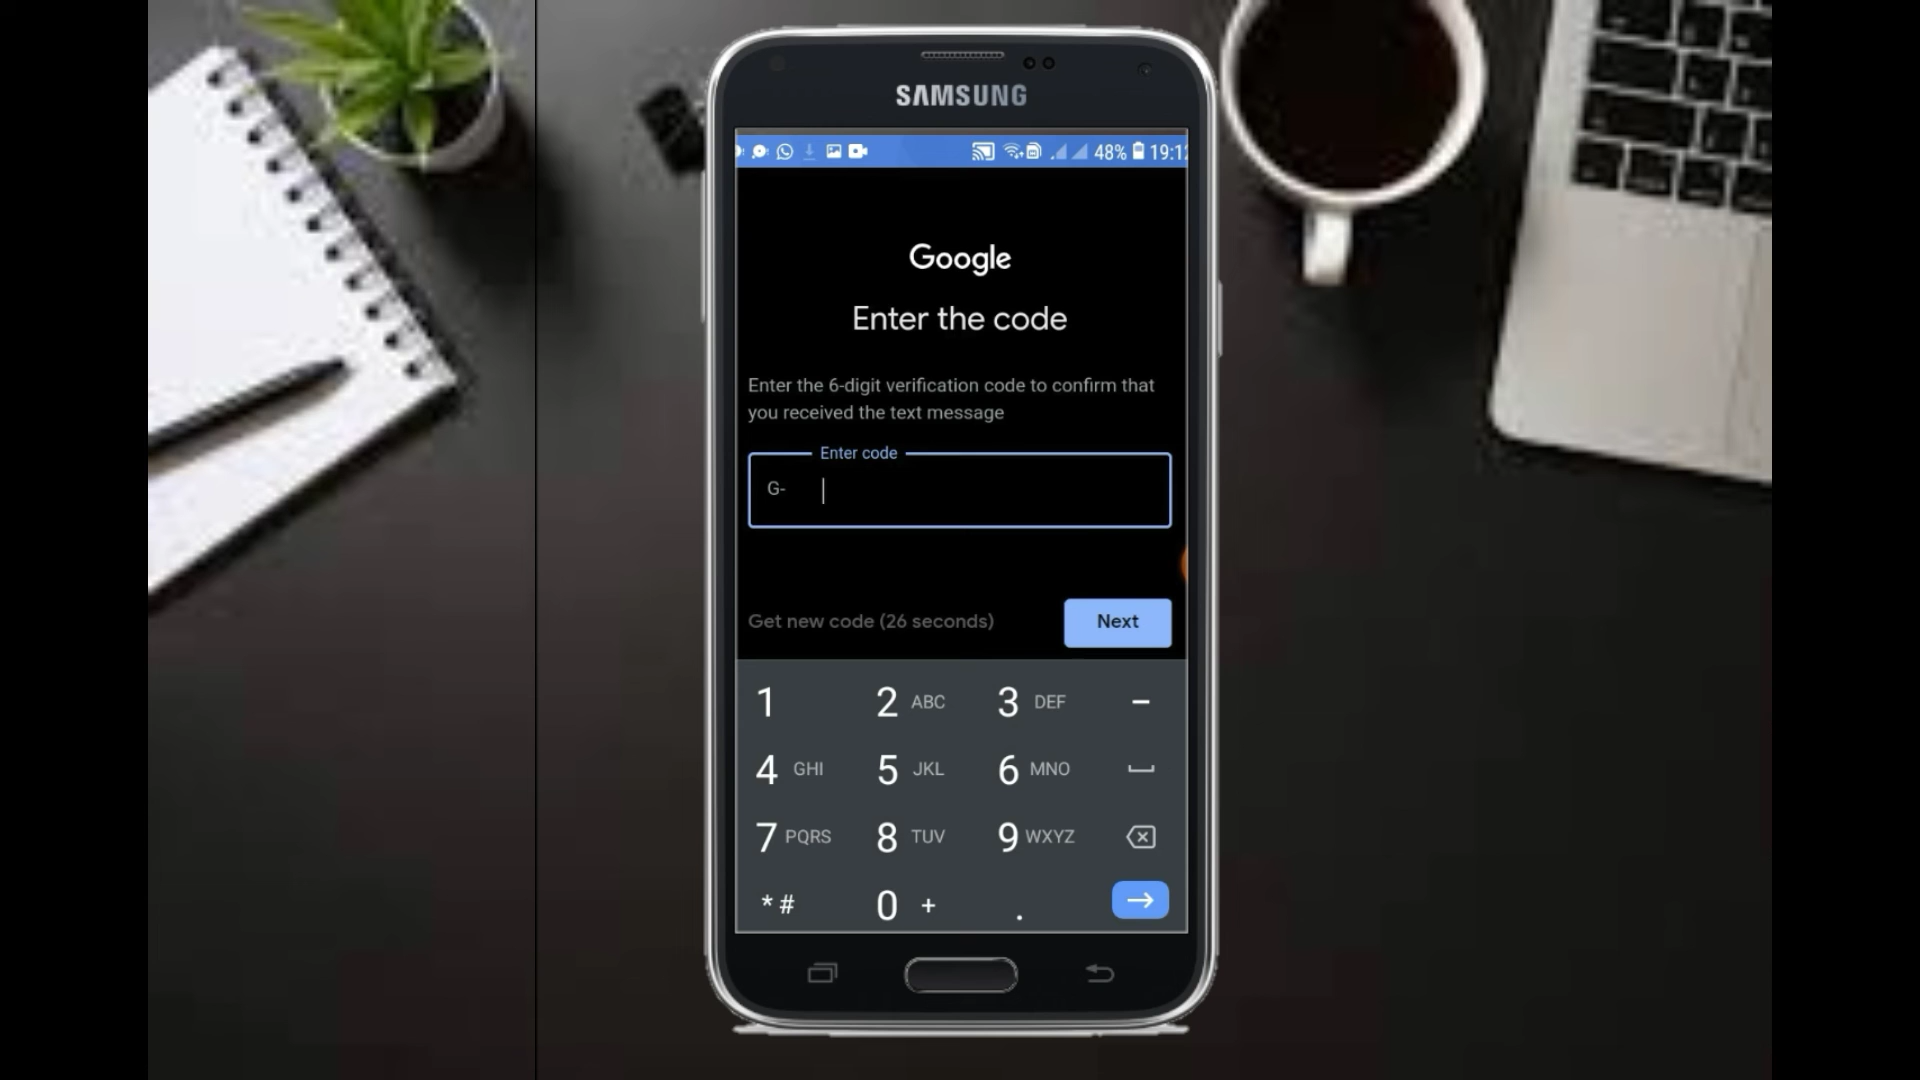 SAMSUNG
48% 19:12
Google
Enter the code
Enter the 6-digit verification code to confirm that
you received the text message
Enter code
G-
Get new code (26 seconds) Next
1 2 ABC 3 DEF -
4 GHI 5 JKL 6 MNO
7 PQRS 8 TUV 9 WXYZ
*# 0 + .